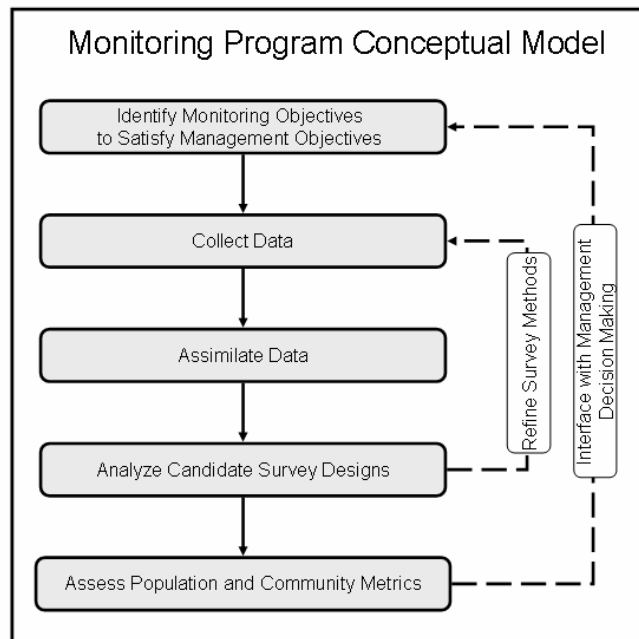 Monitoring Program Conceptual Model
Identify Monitoring Objectives
to Satisfy Management Objectives
Collect Data
Assimilate Data
Analyze Candidate Survey Designs
Assess Population and Community Metrics
Refine Survey Methods
Interface with Management
Decision Making